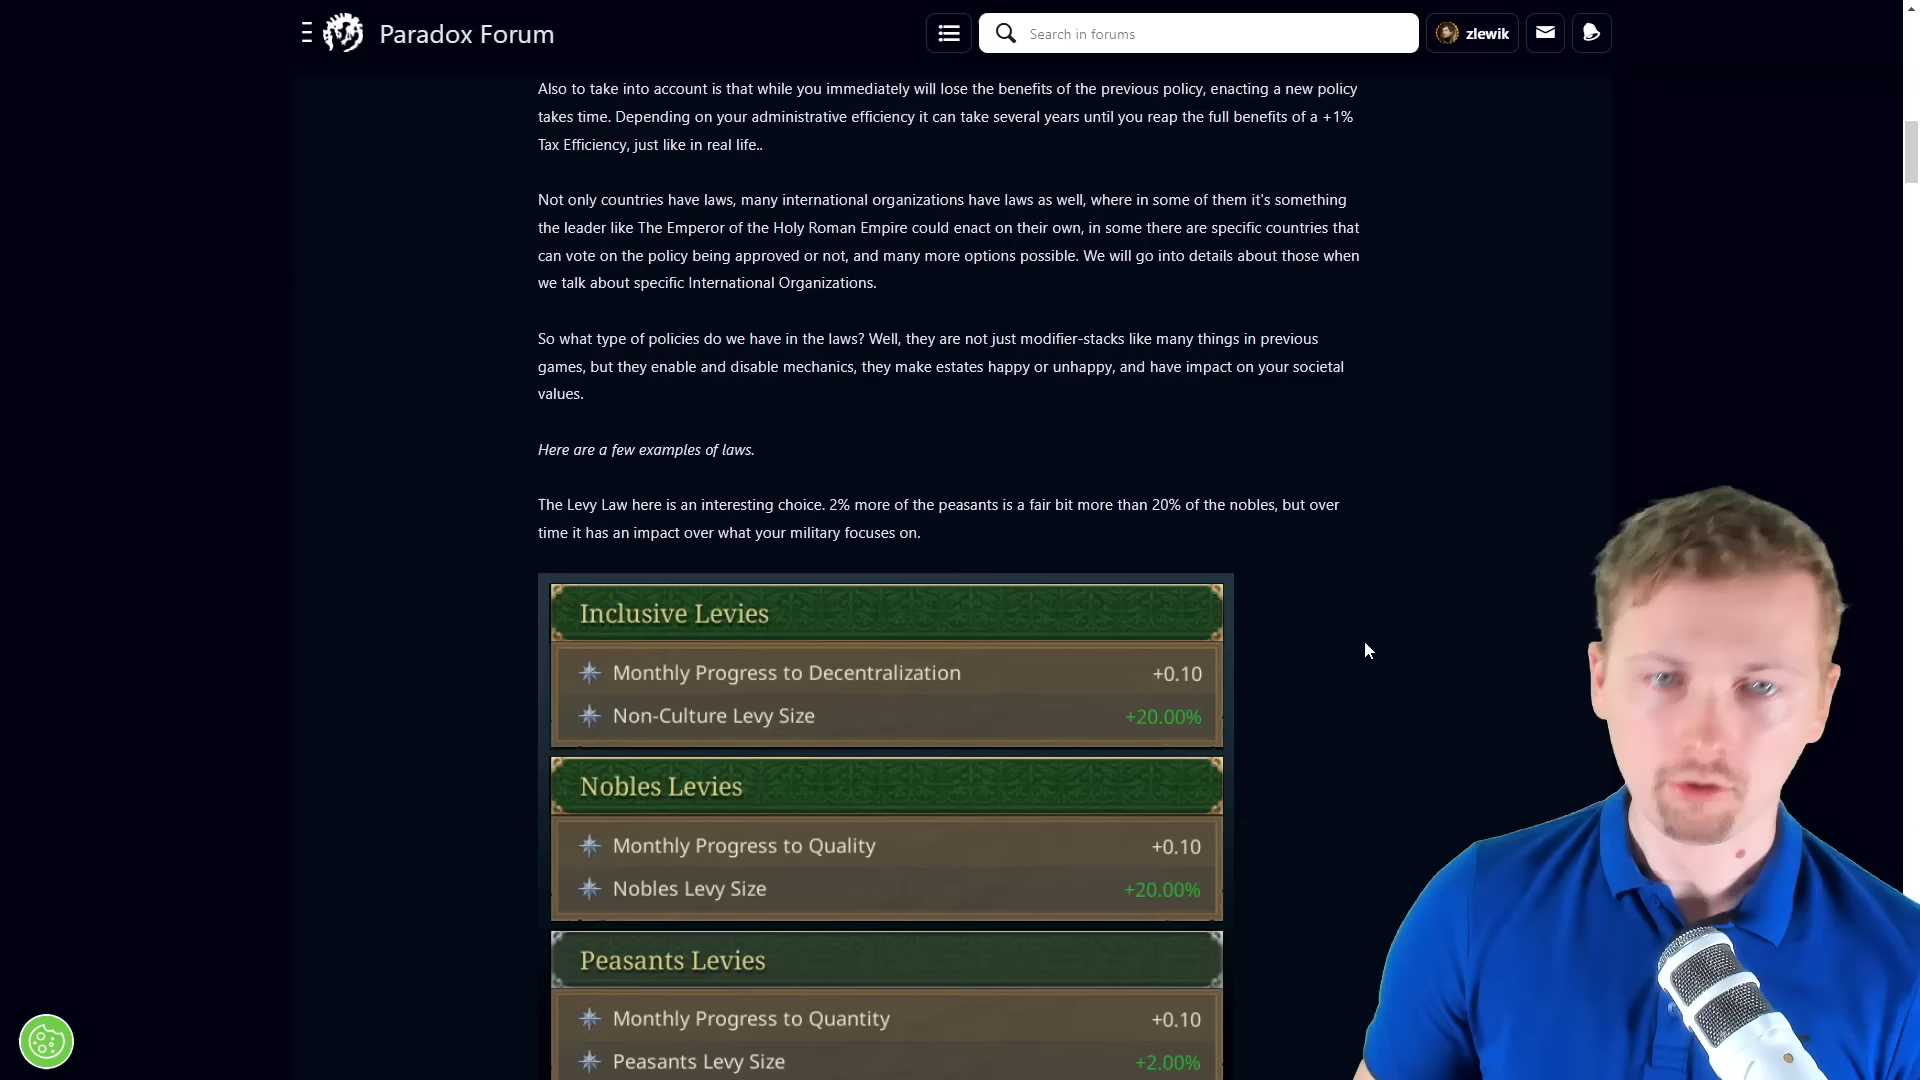 Paradox Forum
Search in forums
zlewik
Also to take into account is that while you immediately will lose the benefits of the previous policy, enacting a new policy
takes time. Depending on your administrative efficiency it can take several years until you reap the full benefits of a +1%
Tax Efficiency, just like in real life..
Not only countries have laws, many international organizations have laws as well, where in some of them it's something
the leader like The Emperor of the Holy Roman Empire could enact on their own, in some there are specific countries that
can vote on the policy being approved or not, and many more options possible. We will go into details about those when
we talk about specific International Organizations.
So what type of policies do we have in the laws? Well, they are not just modifier-stacks like many things in previous
games, but they enable and disable mechanics, they make estates happy or unhappy, and have impact on your societal
values.
Here are a few examples of laws.
The Levy Law here is an interesting choice. 2% more of the peasants is a fair bit more than 20% of the nobles, but over
time it has an impact over what your military focuses on.
Inclusive Levies
Monthly Progress to Decentralization +0.10
Non-Culture Levy Size +20.00%
Nobles Levies
Monthly Progress to Quality +0.10
Nobles Levy Size +20.00%
Peasants Levies
Monthly Progress to Quantity +0.10
Peasants Levy Size +2.00%